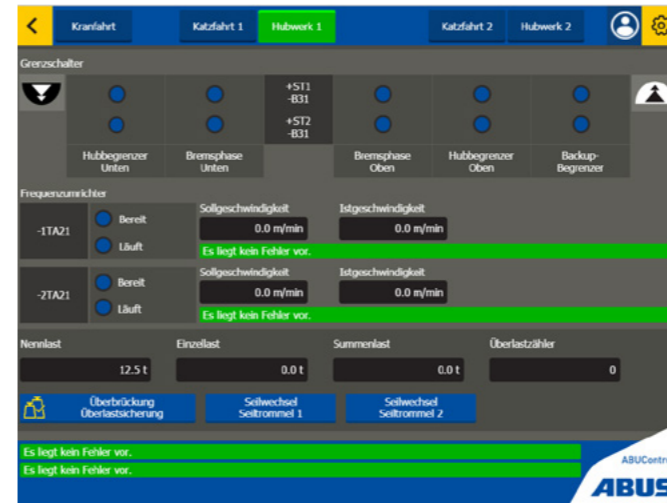 Kranfahrt
Katzfahrt 1
Hubwerk 1
Katzfahrt 2
Hubwerk 2
Grenzschalter
+ST1
-B31
+ST2
-B31
Hubbegrenzer
Unten
Bremsphase
Unten
Bremsphase
Oben
Hubbegrenzer
Oben
Backup-
Begrenzer
Frequenzumrichter
-1TA21
Bereit
Läuft
Sollgeschwindigkeit
0.0 m/min
Istgeschwindigkeit
0.0 m/min
Es liegt kein Fehler vor.
-2TA21
Bereit
Läuft
Sollgeschwindigkeit
0.0 m/min
Istgeschwindigkeit
0.0 m/min
Es liegt kein Fehler vor.
Nennlast
Einzellast
Summenlast
Überlastzähler
12.5 t
0.0 t
0.0 t
0
Überbrückung
Überlastsicherung
Seilwechsel
Seiltrommel 1
Seilwechsel
Seiltrommel 2
Es liegt kein Fehler vor.
Es liegt kein Fehler vor.
ABUContr
ABUS